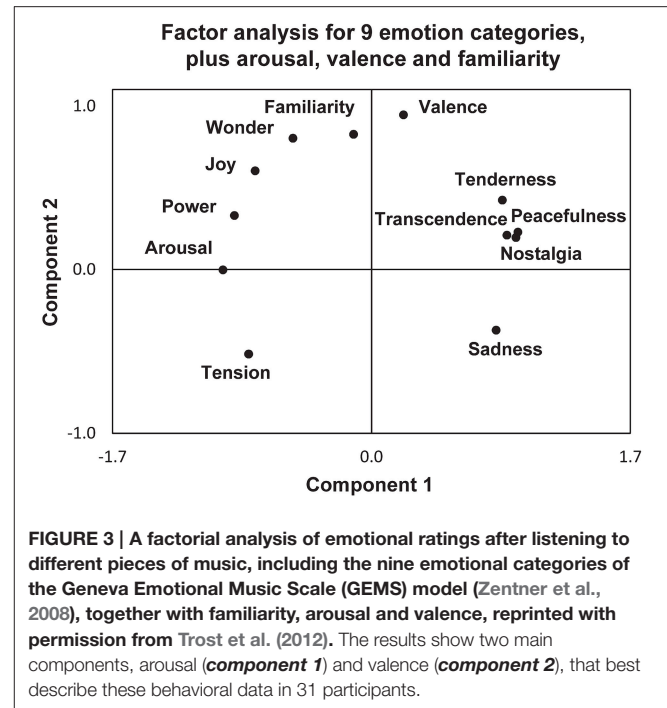 Factor analysis for 9 emotion categories,
plus arousal, valence and familiarity
1.0
Familiarity
Valence
Wonder
Joy
Tenderness
Power
Transcendence
Peacefulness
Arousal
Nostalgia
0.0
Component 2
Sadness
Tension
-1.0
-1.7
0.0
1.7
Component 1
FIGURE 3 | A factorial analysis of emotional ratings after listening to
different pieces of music, including the nine emotional categories of
the Geneva Emotional Music Scale (GEMS) model (Zentner et al.,
2008), together with familiarity, arousal and valence, reprinted with
permission from Trost et al. (2012). The results show two main
components, arousal (component 1) and valence (component 2), that best
describe these behavioral data in 31 participants.